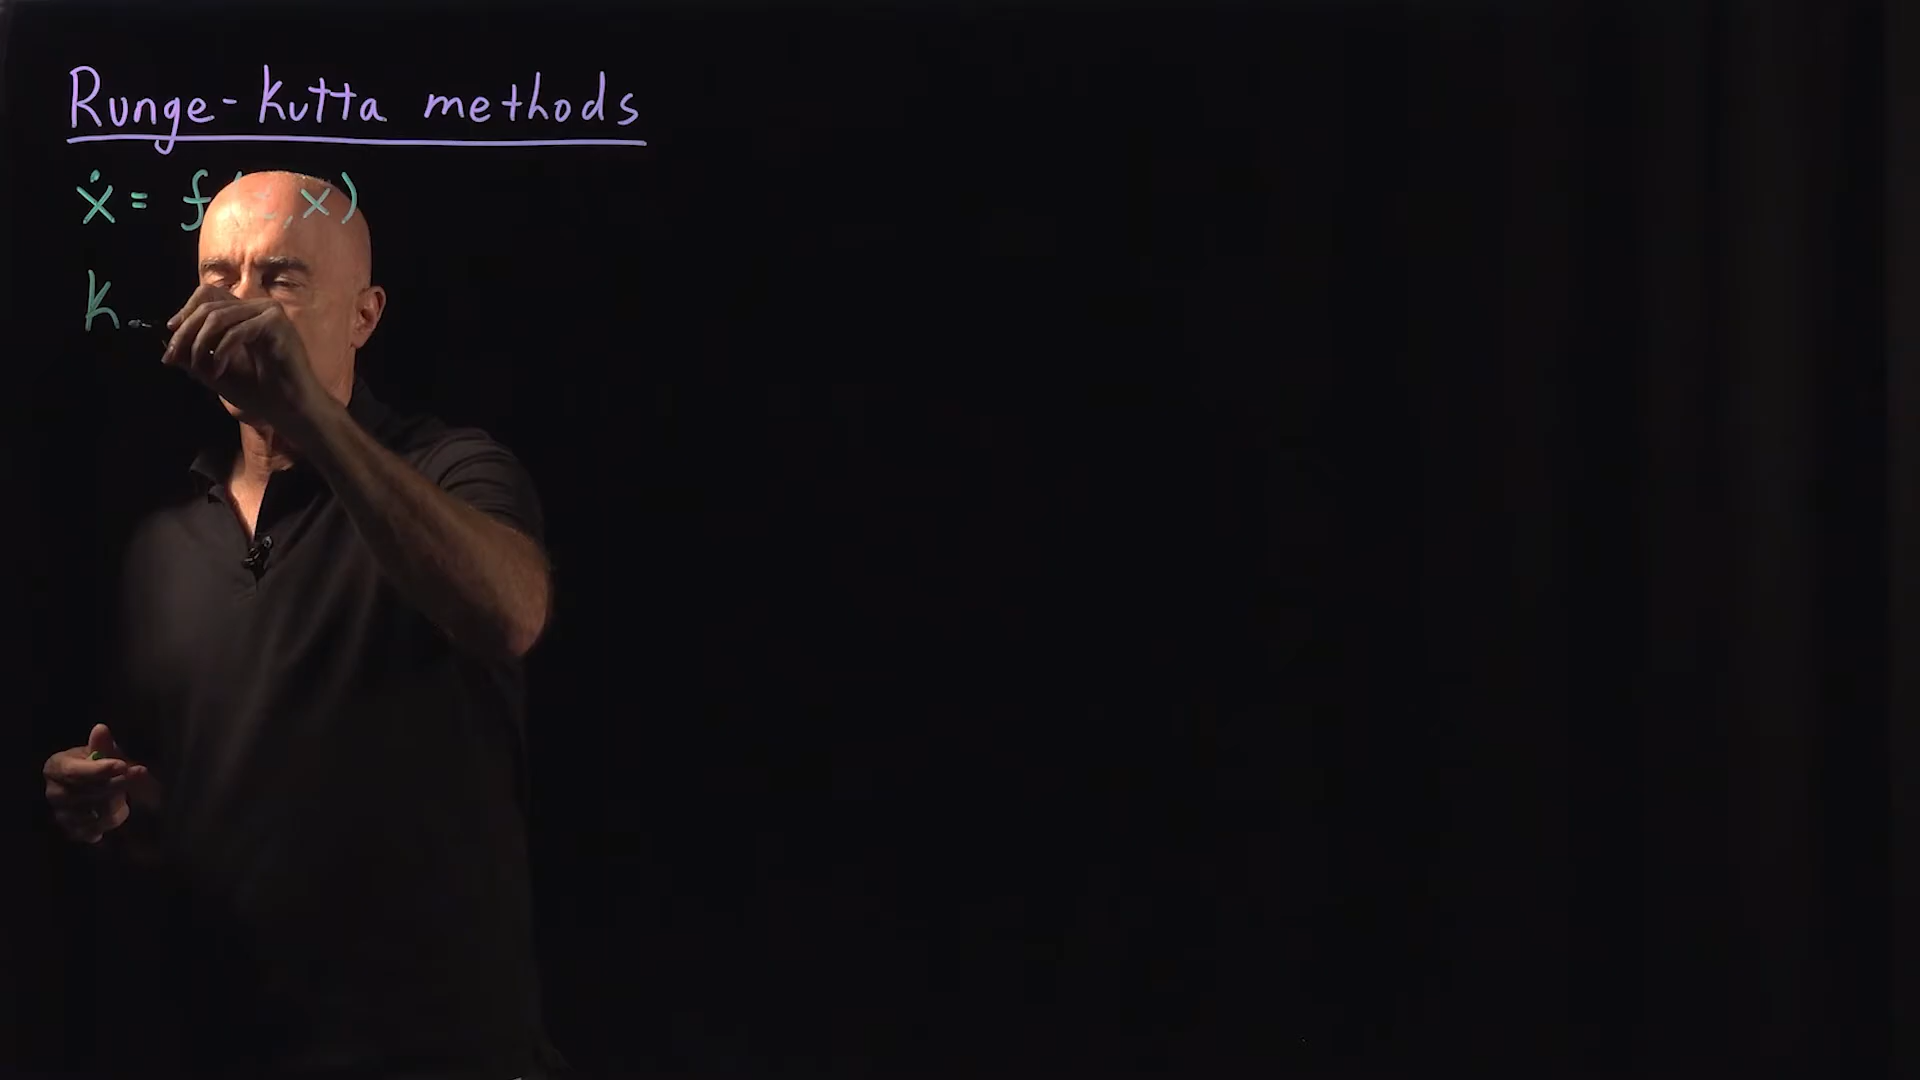 Runge-Kutta methods
ẋ = f(t,x)
K